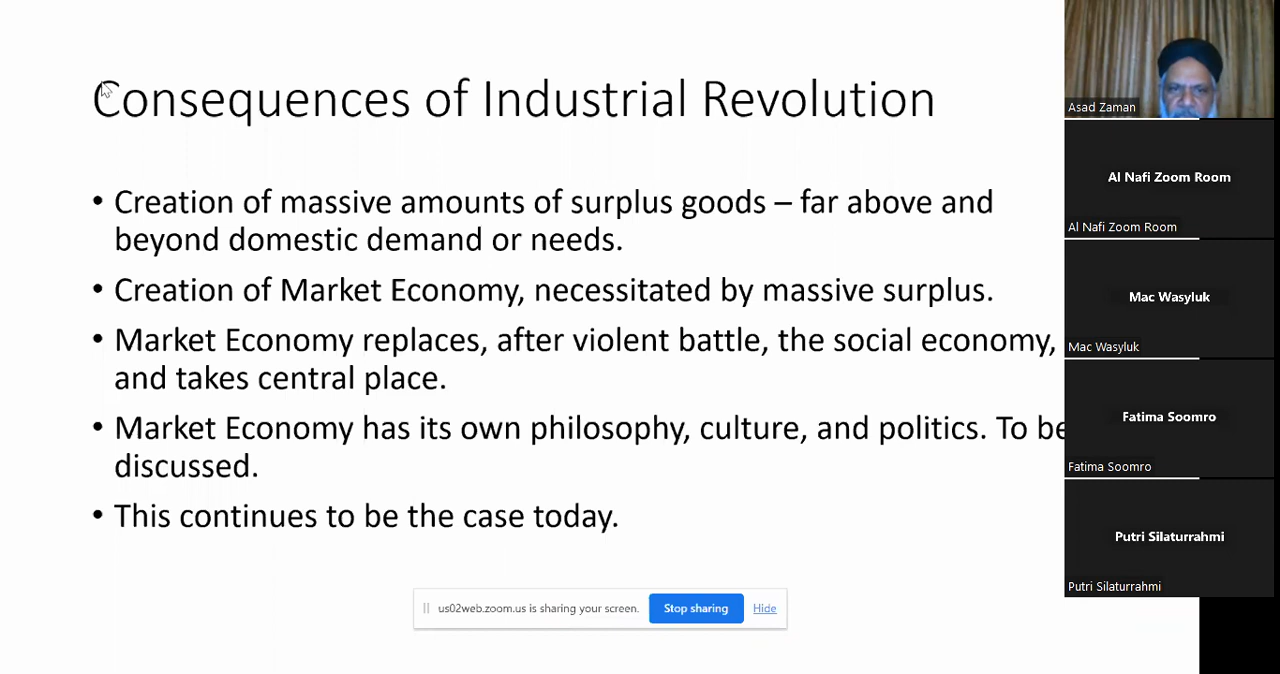 Consequences of Industrial Revolution
• Creation of massive amounts of surplus goods – far above and
beyond domestic demand or needs.
• Creation of Market Economy, necessitated by massive surplus.
• Market Economy replaces, after violent battle, the social economy,
and takes central place.
• Market Economy has its own philosophy, culture, and politics. To be
discussed.
• This continues to be the case today.
us02web.zoom.us is sharing your screen.
Stop sharing
Hide
Asad Zaman
Al Nafi Zoom Room
Al Nafi Zoom Room
Mac Wasyluk
Mac Wasyluk
Fatima Soomro
Fatima Soomro
Putri Silaturrahmi
Putri Silaturrahmi